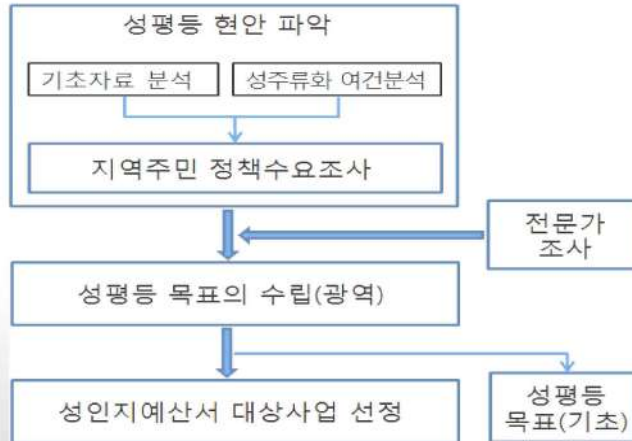 성평등 현안 파악
기초자료 분석
성주류화 여건분석
지역주민 정책수요조사
전문가
조사
성평등 목표의 수립(광역)
성인지예산서 대상사업 선정
성평등
목표(기초)